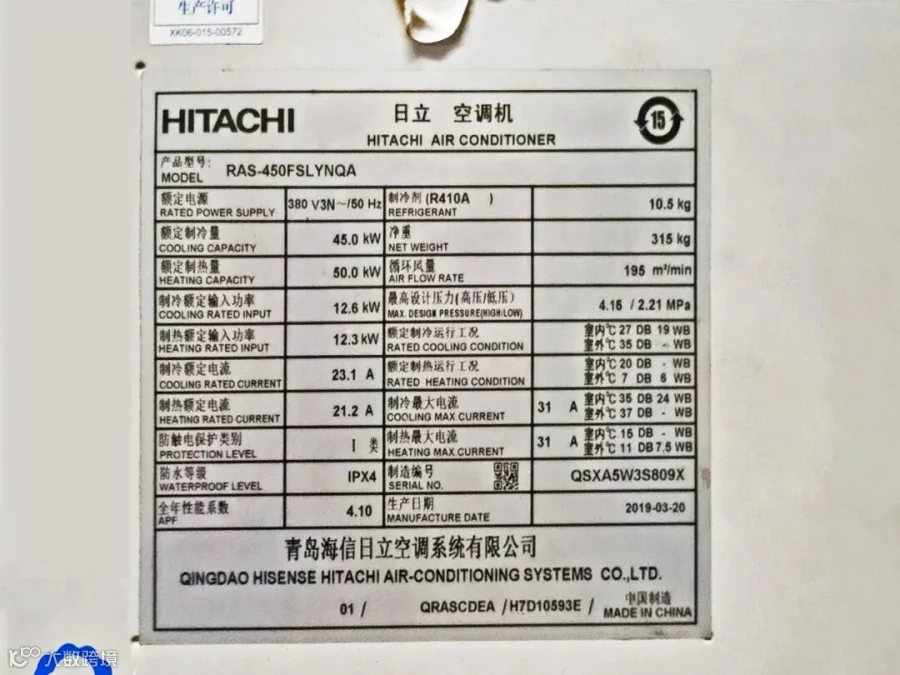 生产许可
XK06-015-00572
HITACHI
日立 空调机
HITACHI AIR CONDITIONER
15
产品型号:
MODEL RAS-450FSLYNQA
额定电源
RATED POWER SUPPLY 380 V3N~/50 Hz
制冷剂 (R410A )
REFRIGERANT 10.5 kg
额定制冷量
COOLING CAPACITY 45.0 kW
净重
NET WEIGHT 315 kg
额定制热量
HEATING CAPACITY 50.0 kW
循环风量
AIR FLOW RATE 195 m³/min
制冷额定输入功率
COOLING RATED INPUT 12.6 kW
最高设计压力(高压/低压)
MAX. DESIGN PRESSURE(HIGH/LOW) 4.15 / 2.21 MPa
制热额定输入功率
HEATING RATED INPUT 12.3 kW
额定制冷运行工况
RATED COOLING CONDITION
室内℃ 27 DB 19 WB
室外℃ 35 DB - WB
制冷额定电流
COOLING RATED CURRENT 23.1 A
额定制热运行工况
RATED HEATING CONDITION
室内℃ 20 DB - WB
室外℃ 7 DB 6 WB
制热额定电流
HEATING RATED CURRENT 21.2 A
制冷最大电流
COOLING MAX.CURRENT 31 A
室内℃ 35 DB 24 WB
室外℃ 37 DB - WB
防触电保护类别
PROTECTION LEVEL I 类
制热最大电流
HEATING MAX.CURRENT 31 A
室内℃ 15 DB - WB
室外℃ 11 DB 7.5 WB
防水等级
WATERPROOF LEVEL IPX4
制造编号
SERIAL NO. QSXA5W3S809X
全年性能系数
APF 4.10
生产日期
MANUFACTURE DATE 2019-03-20
青岛海信日立空调系统有限公司
QINGDAO HISENSE HITACHI AIR-CONDITIONING SYSTEMS CO.,LTD.
01 / QRASCDEA /H7D10593E /
中国制造
MADE IN CHINA
大数跨境